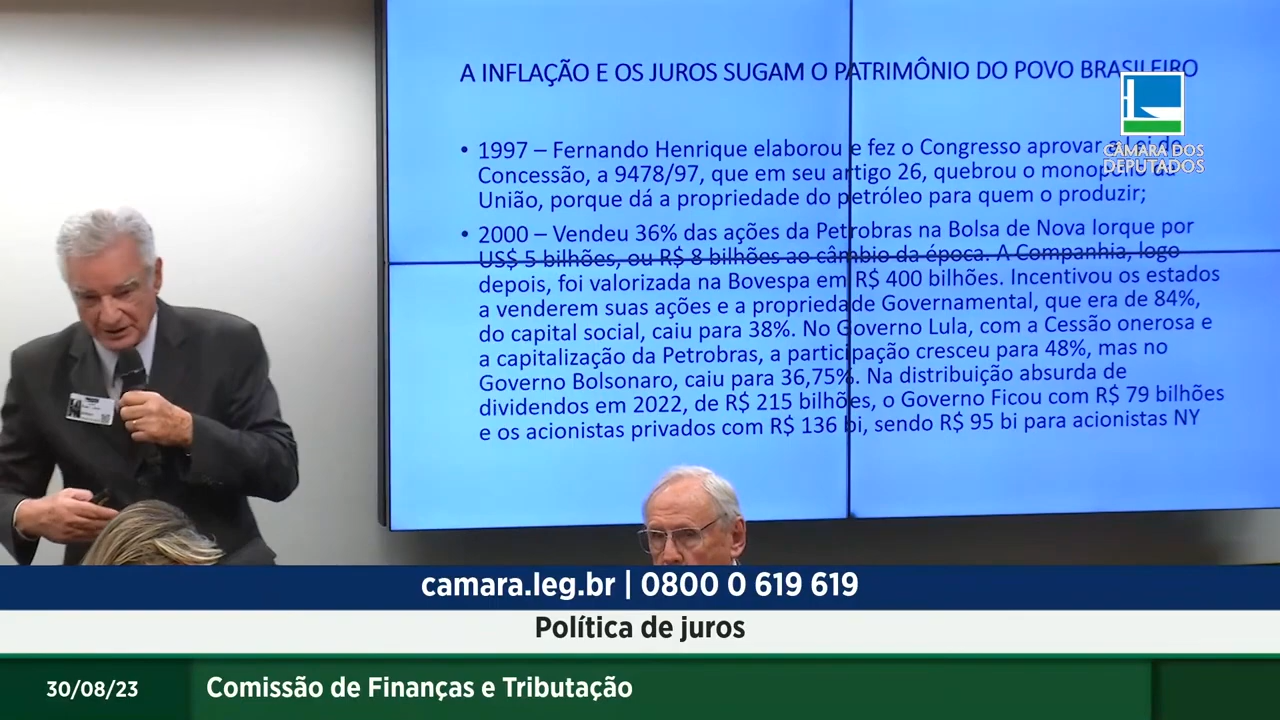 A INFLAÇÃO E OS JUROS SUGAM O PATRIMÔNIO DO POVO BRASILEIRO
• 1997 – Fernando Henrique elaborou e fez o Congresso aprovar a lei de
Concessão, a 9478/97, que em seu artigo 26, quebrou o monopólio da
União, porque dá a propriedade do petróleo para quem o produzir;
• 2000 – Vendeu 36% das ações da Petrobras na Bolsa de Nova Iorque por
US$ 5 bilhões, ou R$ 8 bilhões ao câmbio da época. A Companhia, logo
depois, foi valorizada na Bovespa em R$ 400 bilhões. Incentivou os estados
a venderem suas ações e a propriedade Governamental, que era de 84%,
do capital social, caiu para 38%. No Governo Lula, com a Cessão onerosa e
a capitalização da Petrobras, a participação cresceu para 48%, mas no
Governo Bolsonaro, caiu para 36,75%. Na distribuição absurda de
dividendos em 2022, de R$ 215 bilhões, o Governo Ficou com R$ 79 bilhões
e os acionistas privados com R$ 136 bi, sendo R$ 95 bi para acionistas NY
CÂMARA DOS
DEPUTADOS
camara.leg.br | 0800 0 619 619
Política de juros
30/08/23
Comissão de Finanças e Tributação